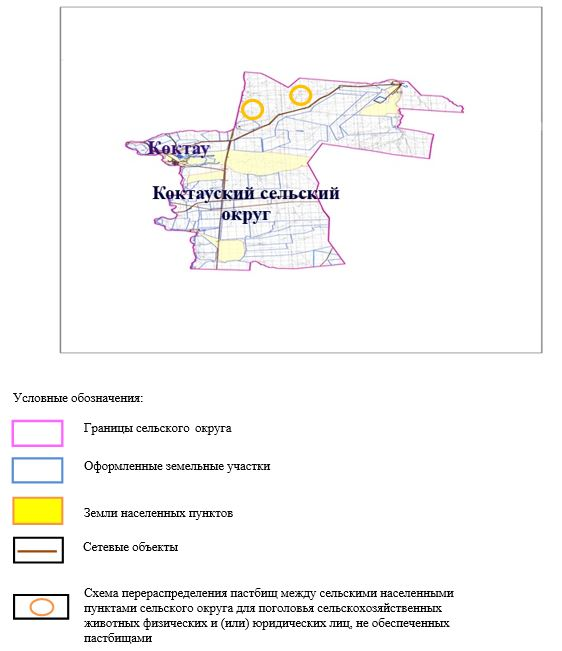 Коктау
Коктауский сельский
округ
Условные обозначения:
Границы сельского округа
Оформленные земельные участки
Земли населенных пунктов
Сетевые объекты
Схема перераспределения пастбищ между сельскими населенными
пунктами сельского округа для поголовья сельскохозяйственных
животных физических и (или) юридических лиц, не обеспеченных
пастбищами